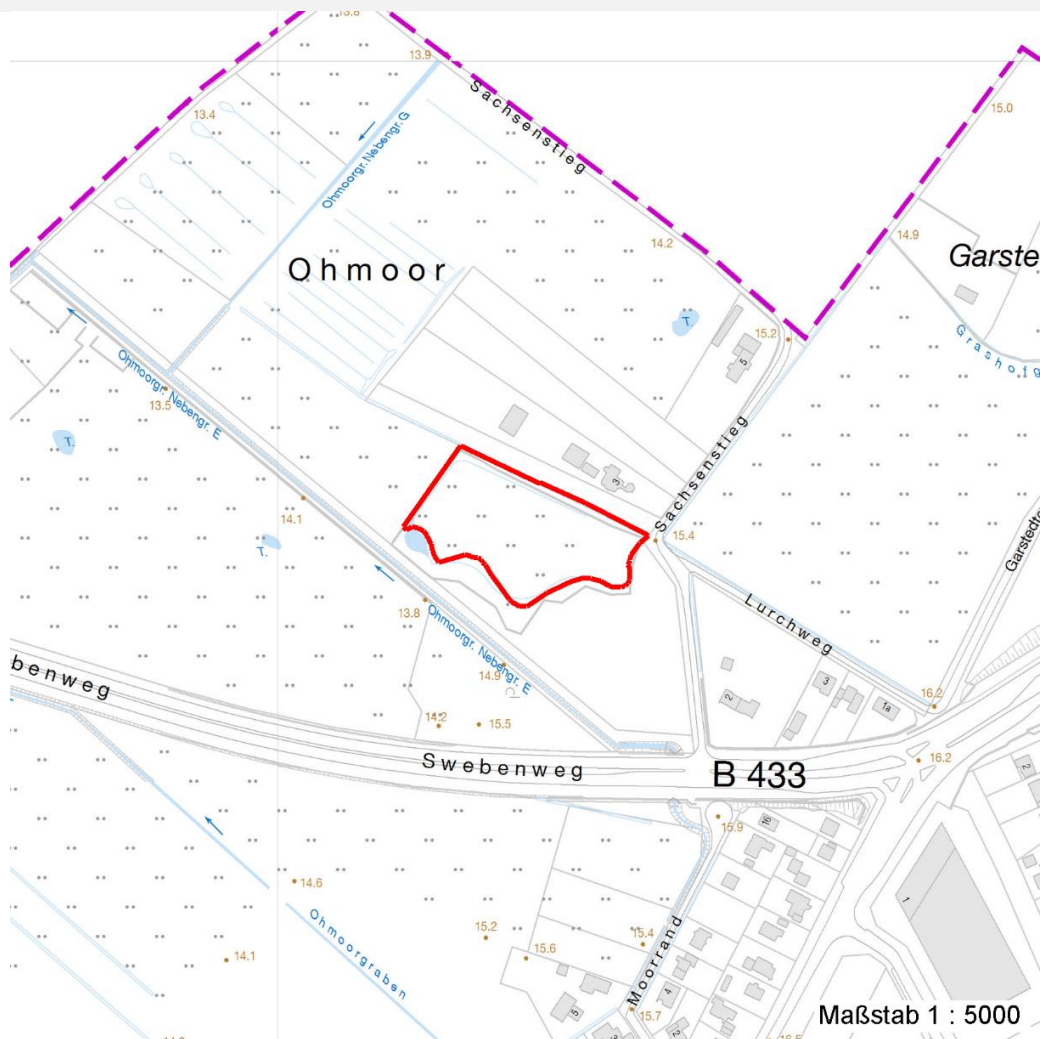 13.8
13.9
Sachsenstieg
15.0
13.4
Ohmoorgr. Nebengr. G
14.2
14.9
Ohmoor
Garste
T.
15.2
5
Grashofg
Ohmoorgr. Nebengr. E
13.5
T.
Sachsenstieg
3
14.1
T.
15.4
Garstedte
13.8
Ohmoorgr. Nebengr. E
Lurchweg
benweg
14.9
3
2
1a
16.2
14.2
15.5
Swebenweg
B 433
16.2
2
15.9
16
14.6
1
Ohmoorgraben
15.2
15.4
15.6
14.1
Moorrand
4
5
15.7
2
Maßstab 1 : 5000